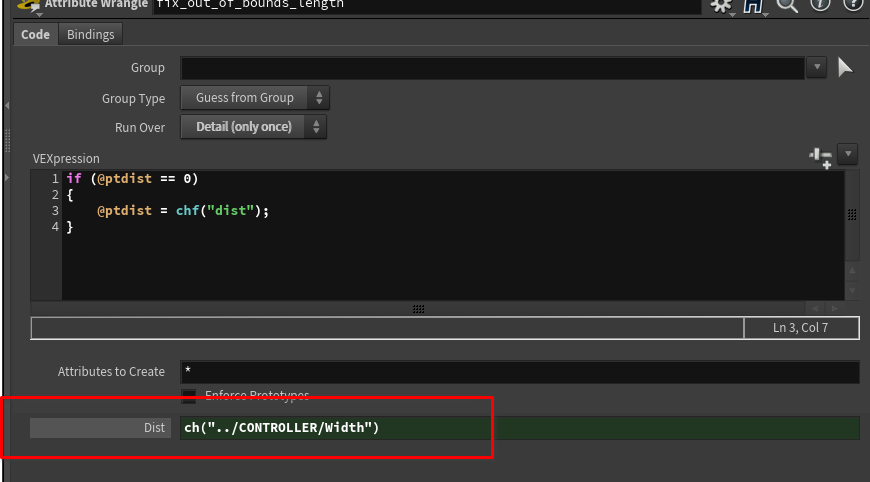 Attribute Wrangle fix_out_of_bounds_length
Code Bindings
Group
Group Type Guess from Group
Run Over Detail (only once)
VEXpression
1 if (@ptdist == 0)
2 {
3 @ptdist = chf("dist");
4 }
Ln 3, Col 7
Attributes to Create *
Enforce Prototypes
Dist ch("../CONTROLLER/Width")